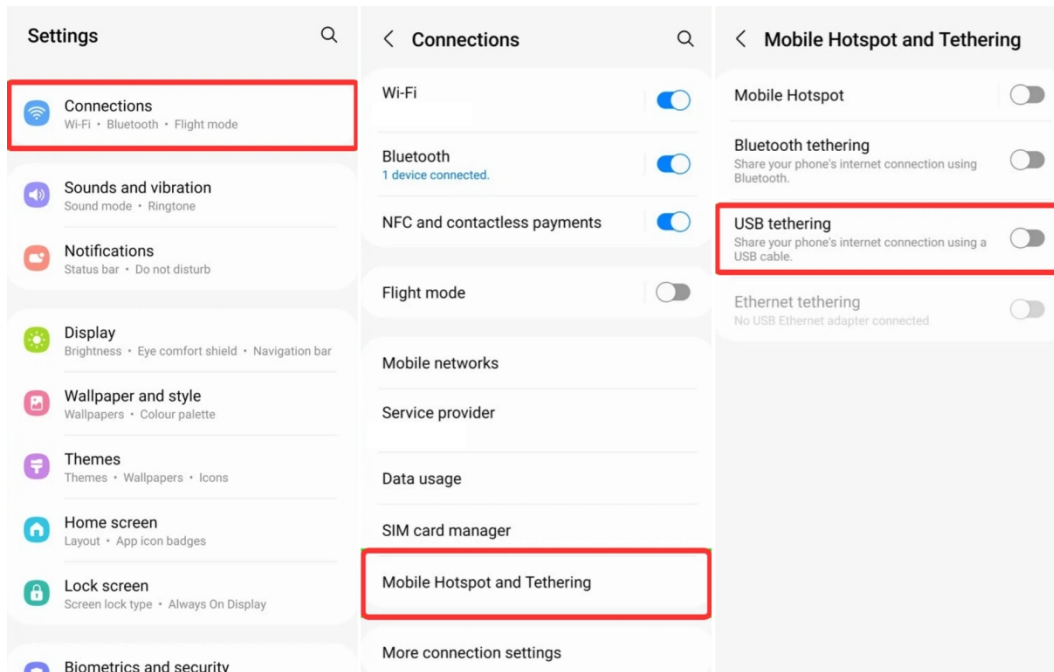 Settings
Connections
Wi-Fi • Bluetooth • Flight mode
Sounds and vibration
Sound mode • Ringtone
Notifications
Status bar • Do not disturb
Display
Brightness • Eye comfort shield • Navigation bar
Wallpaper and style
Wallpapers • Colour palette
Themes
Themes • Wallpapers • Icons
Home screen
Layout • App icon badges
Lock screen
Screen lock type • Always On Display
Biometrics and security
Connections
Wi-Fi
Bluetooth
1 device connected.
NFC and contactless payments
Flight mode
Mobile networks
Service provider
Data usage
SIM card manager
Mobile Hotspot and Tethering
More connection settings
Mobile Hotspot and Tethering
Mobile Hotspot
Bluetooth tethering
Share your phone's internet connection using
Bluetooth.
USB tethering
Share your phone's internet connection using a
USB cable.
Ethernet tethering
No USB Ethernet adapter connected